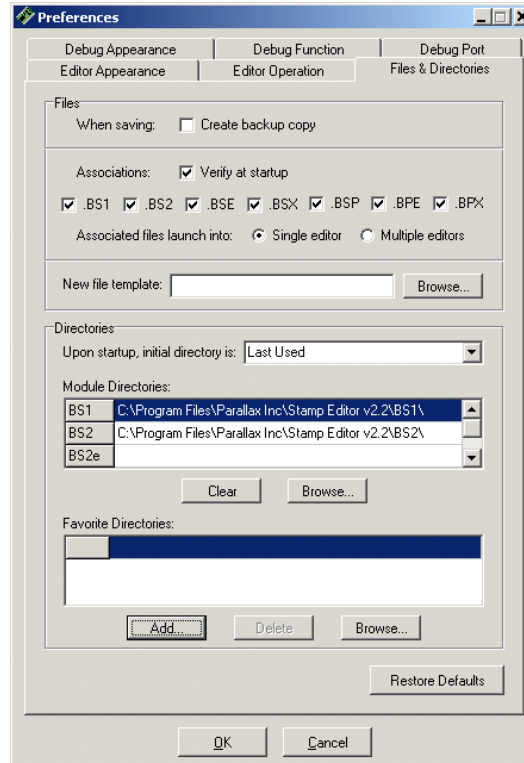 Preferences
Debug Appearance Debug Function Debug Port
Editor Appearance Editor Operation Files & Directories
Files
When saving: Create backup copy
Associations: Verify at startup
.BS1 .BS2 .BSE .BSX .BSP .BPE .BPX
Associated files launch into: Single editor Multiple editors
New file template: Browse...
Directories
Upon startup, initial directory is: Last Used
Module Directories:
BS1 C:\Program Files\Parallax Inc\Stamp Editor v2.2\BS1\
BS2 C:\Program Files\Parallax Inc\Stamp Editor v2.2\BS2\
BS2e
Clear Browse...
Favorite Directories:
Add... Delete Browse...
Restore Defaults
OK Cancel